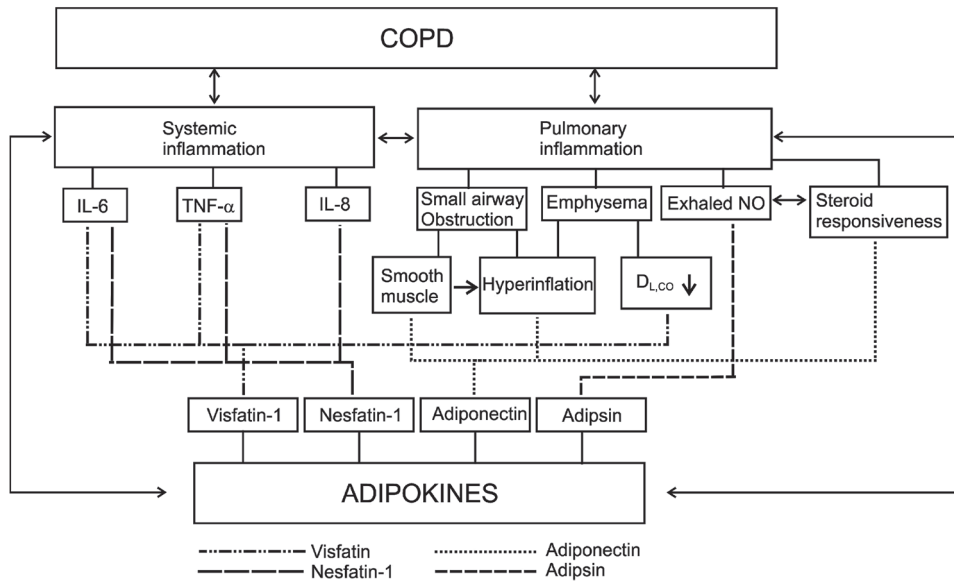 COPD
Systemic
inflammation
Pulmonary
inflammation
IL-6
TNF-α
IL-8
Small airway
Obstruction
Emphysema
Exhaled NO
Steroid
responsiveness
Smooth
muscle
Hyperinflation
DL,CO
Visfatin-1
Nesfatin-1
Adiponectin
Adipsin
ADIPOKINES
Visfatin
Adiponectin
Nesfatin-1
Adipsin